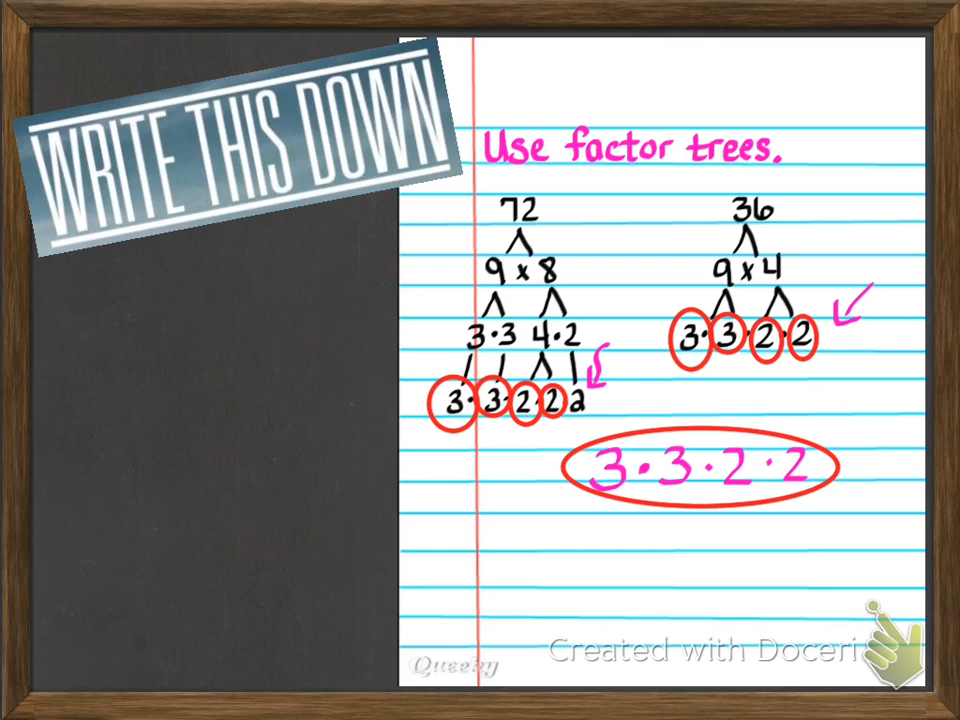 WRITE THIS DOWN
Use factor trees.
72
9 x 8
3·3 4·2
3·3·2·2 2
36
9 x 4
3·3·2·2
3·3·2·2
Created with Doceri
Queeky